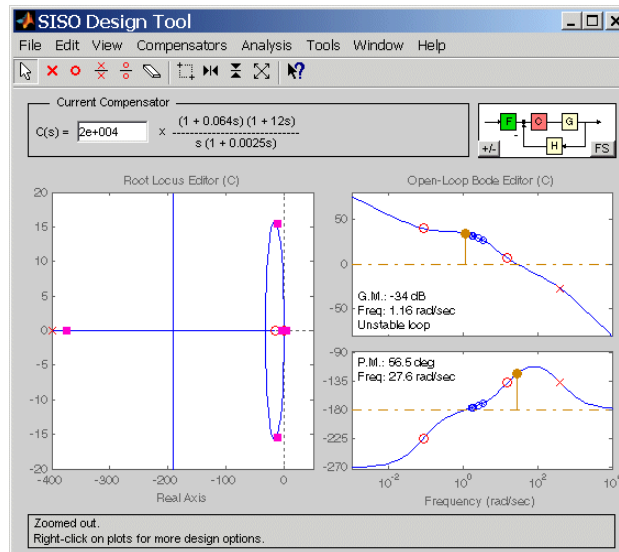 SISO Design Tool
File Edit View Compensators Analysis Tools Window Help
Current Compensator
C(s) = 2e+004 x (1 + 0.064s) (1 + 12s)
s (1 + 0.0025s)
F C G
H
+/- FS
Root Locus Editor (C)
20
15
10
5
0
-5
-10
-15
-20
-400 -300 -200 -100 0
Real Axis
Open-Loop Bode Editor (C)
50
0
-50
G.M.: -34 dB
Freq: 1.16 rad/sec
Unstable loop
-90
-135
-180
-225
-270
P.M.: 56.5 deg
Freq: 27.6 rad/sec
10^-2 10^0 10^2 10^4
Frequency (rad/sec)
Zoomed out.
Right-click on plots for more design options.